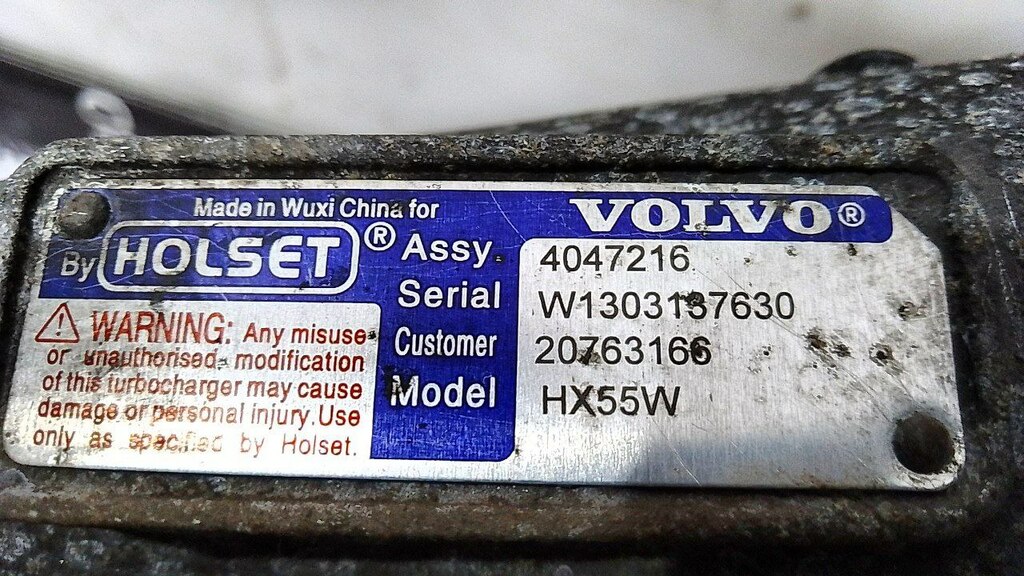 Made in Wuxi China for VOLVO®
By HOLSET®
Assy. 4047216
Serial W1303137630
Customer 20763166
Model HX55W
WARNING: Any misuse
or unauthorised modification
of this turbocharger may cause
damage or personal injury. Use
only as specified by Holset.